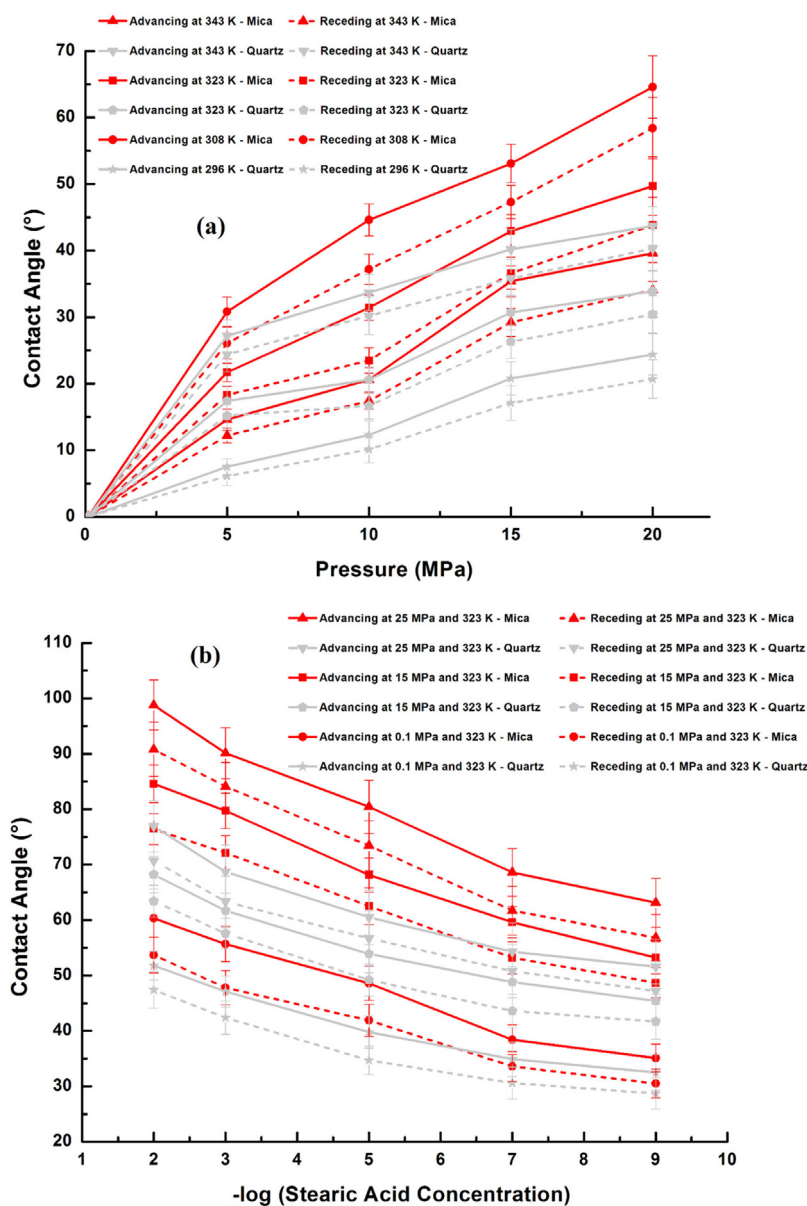 Advancing at 343 K - Mica Receding at 343 K - Mica
Advancing at 343 K - Quartz Receding at 343 K - Quartz
Advancing at 323 K - Mica Receding at 323 K - Mica
Advancing at 323 K - Quartz Receding at 323 K - Quartz
Advancing at 308 K - Mica Receding at 308 K - Mica
Advancing at 296 K - Quartz Receding at 296 K - Quartz
(a)
70
60
50
40
30
20
10
0
Contact Angle (°)
0 5 10 15 20
Pressure (MPa)
Advancing at 25 MPa and 323 K - Mica Receding at 25 MPa and 323 K - Mica
Advancing at 25 MPa and 323 K - Quartz Receding at 25 MPa and 323 K - Quartz
Advancing at 15 MPa and 323 K - Mica Receding at 15 MPa and 323 K - Mica
Advancing at 15 MPa and 323 K - Quartz Receding at 15 MPa and 323 K - Quartz
Advancing at 0.1 MPa and 323 K - Mica Receding at 0.1 MPa and 323 K - Mica
Advancing at 0.1 MPa and 323 K - Quartz Receding at 0.1 MPa and 323 K - Quartz
(b)
110
100
90
80
70
60
50
40
30
20
Contact Angle (°)
1 2 3 4 5 6 7 8 9 10
-log (Stearic Acid Concentration)